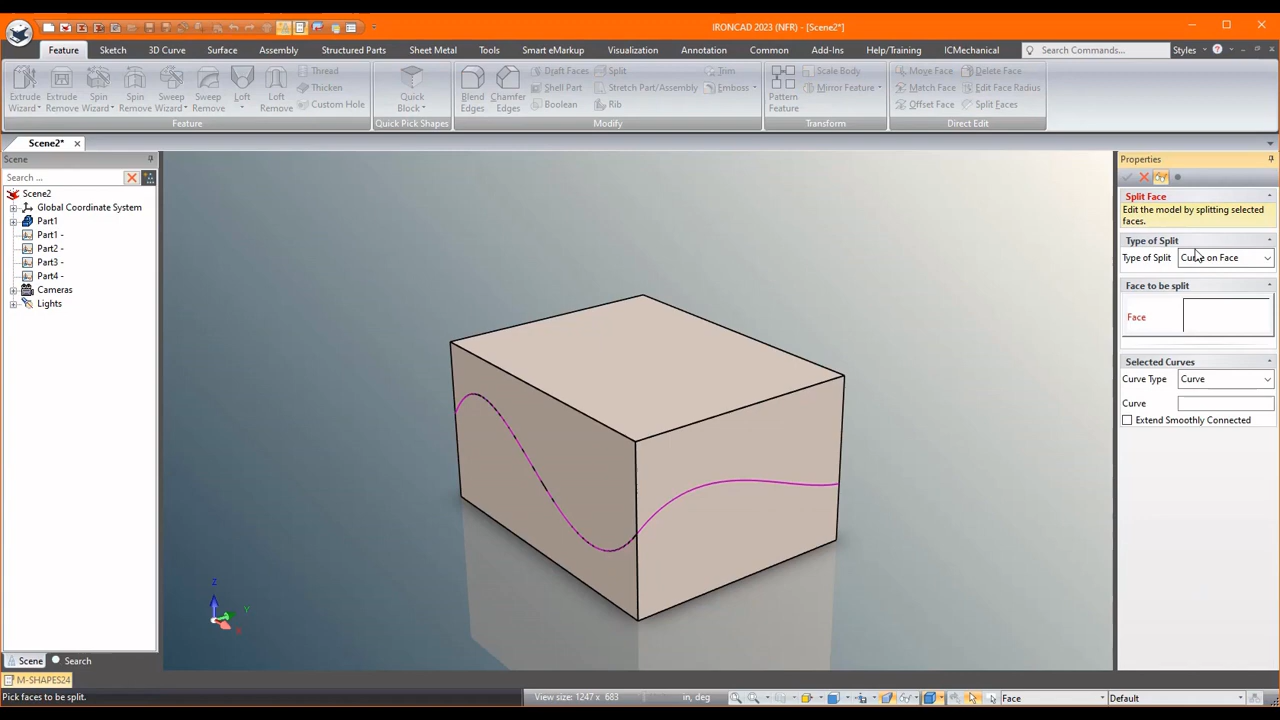 IRONCAD 2023 (NFR) - [Scene2*]
Feature Sketch 3D Curve Surface Assembly Structured Parts Sheet Metal Tools Smart eMarkup Visualization Annotation Common Add-Ins Help/Training ICMechanical Search Commands... Styles
Extrude Wizard
Extrude Remove
Spin Wizard
Spin Remove
Sweep Wizard
Sweep Remove
Loft
Loft Remove
Thread
Thicken
Custom Hole
Feature
Quick Block
Quick Pick Shapes
Blend Edges
Chamfer Edges
Draft Faces
Shell Part
Boolean
Split
Stretch Part/Assembly
Rib
Trim
Emboss
Modify
Pattern Feature
Scale Body
Mirror Feature
Transform
Move Face
Match Face
Offset Face
Delete Face
Edit Face Radius
Split Faces
Direct Edit
Scene2*
Scene
Search ...
Scene2
Global Coordinate System
Part1
Part1 -
Part2 -
Part3 -
Part4 -
Cameras
Lights
Z
Y
Properties
Split Face
Edit the model by splitting selected
faces.
Type of Split
Type of Split Curve on Face
Face to be split
Face
Selected Curves
Curve Type Curve
Curve
Extend Smoothly Connected
Scene Search
M-SHAPES24
Pick faces to be split. View size: 1247 x 683 in, deg Face Default